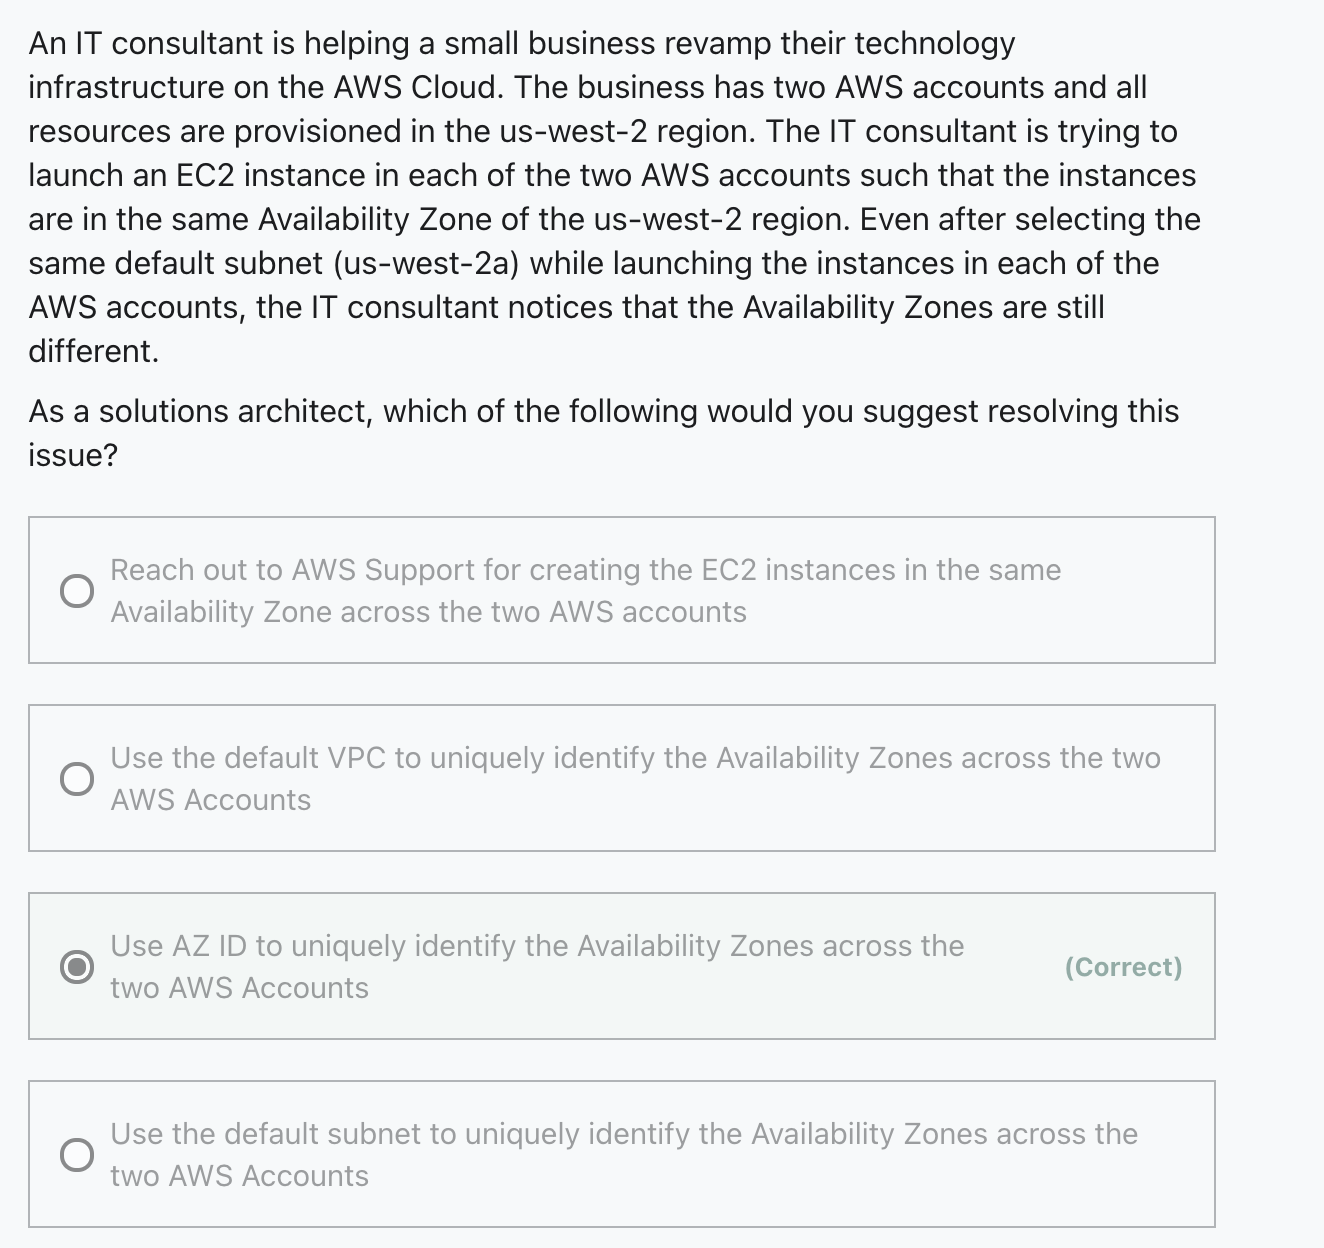 An IT consultant is helping a small business revamp their technology
infrastructure on the AWS Cloud. The business has two AWS accounts and all
resources are provisioned in the us-west-2 region. The IT consultant is trying to
launch an EC2 instance in each of the two AWS accounts such that the instances
are in the same Availability Zone of the us-west-2 region. Even after selecting the
same default subnet (us-west-2a) while launching the instances in each of the
AWS accounts, the IT consultant notices that the Availability Zones are still
different.
As a solutions architect, which of the following would you suggest resolving this
issue?
Reach out to AWS Support for creating the EC2 instances in the same
Availability Zone across the two AWS accounts
Use the default VPC to uniquely identify the Availability Zones across the two
AWS Accounts
Use AZ ID to uniquely identify the Availability Zones across the
two AWS Accounts
(Correct)
Use the default subnet to uniquely identify the Availability Zones across the
two AWS Accounts